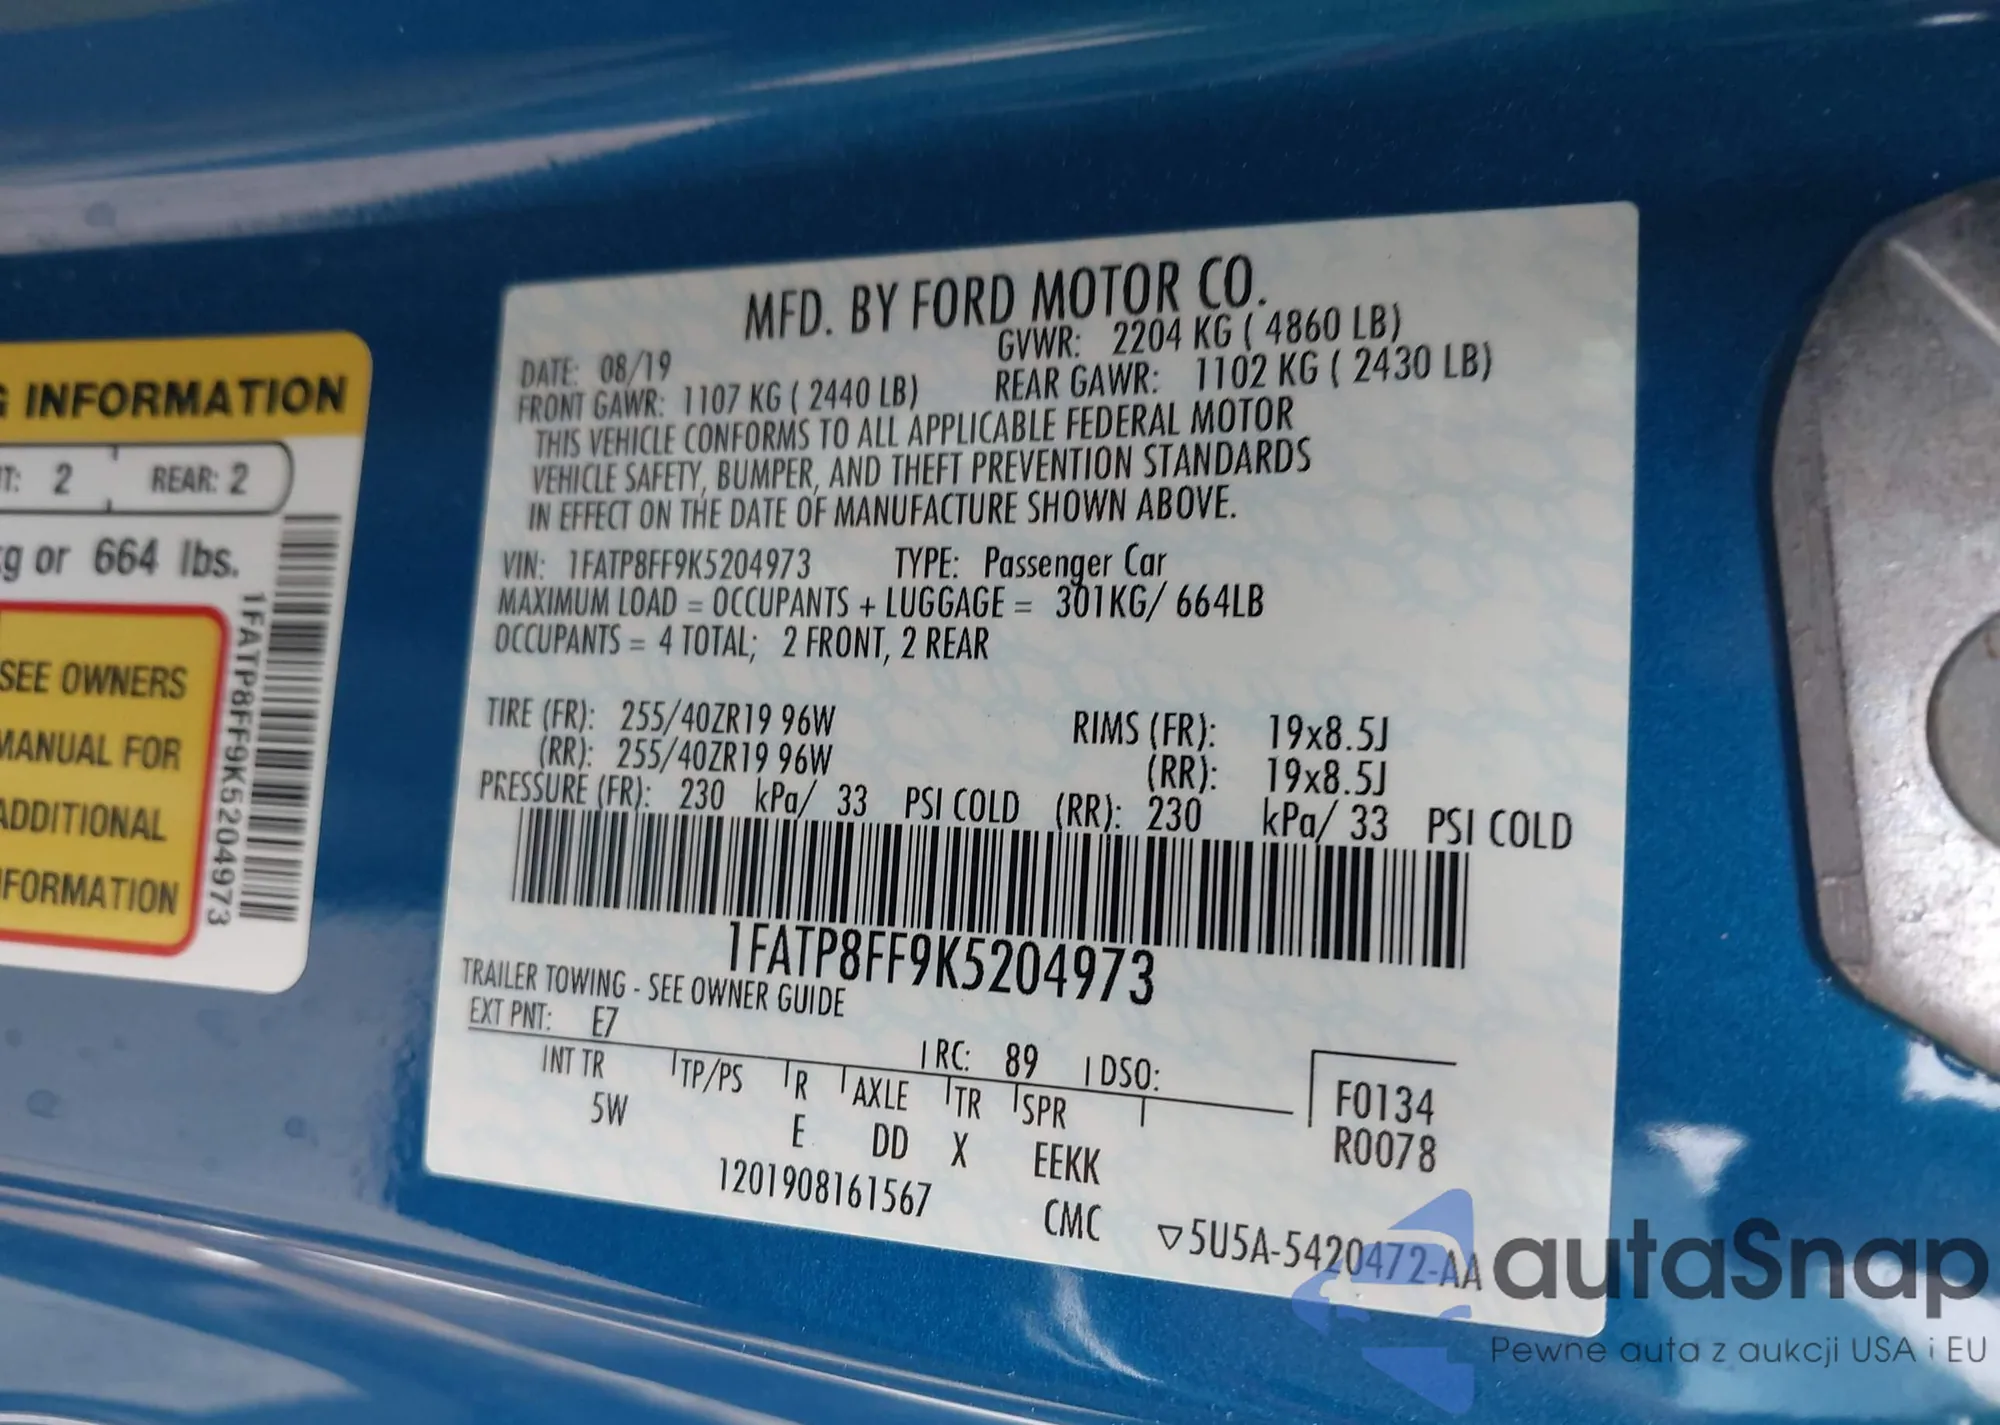 G INFORMATION
T: 2 REAR: 2
kg or 664 lbs.
SEE OWNERS
MANUAL FOR
ADDITIONAL
INFORMATION
1FATP8FF9K5204973
MFD. BY FORD MOTOR CO.
DATE: 08/19 GVWR: 2204 KG ( 4860 LB)
FRONT GAWR: 1107 KG ( 2440 LB) REAR GAWR: 1102 KG ( 2430 LB)
THIS VEHICLE CONFORMS TO ALL APPLICABLE FEDERAL MOTOR
VEHICLE SAFETY, BUMPER, AND THEFT PREVENTION STANDARDS
IN EFFECT ON THE DATE OF MANUFACTURE SHOWN ABOVE.
VIN: 1FATP8FF9K5204973 TYPE: Passenger Car
MAXIMUM LOAD = OCCUPANTS + LUGGAGE = 301KG/ 664LB
OCCUPANTS = 4 TOTAL; 2 FRONT, 2 REAR
TIRE (FR): 255/40ZR19 96W RIMS (FR): 19x8.5J
(RR): 255/40ZR19 96W (RR): 19x8.5J
PRESSURE (FR): 230 kPa/ 33 PSI COLD (RR): 230 kPa/ 33 PSI COLD
1FATP8FF9K5204973
TRAILER TOWING - SEE OWNER GUIDE
EXT PNT: E7 RC: 89 DSO:
INT TR TP/PS R AXLE TR SPR F0134
5W E DD X EEKK R0078
1201908161567 CMC ▽5U5A-5420472-AA
autaSnap
Pewne auta z aukcji USA i EU